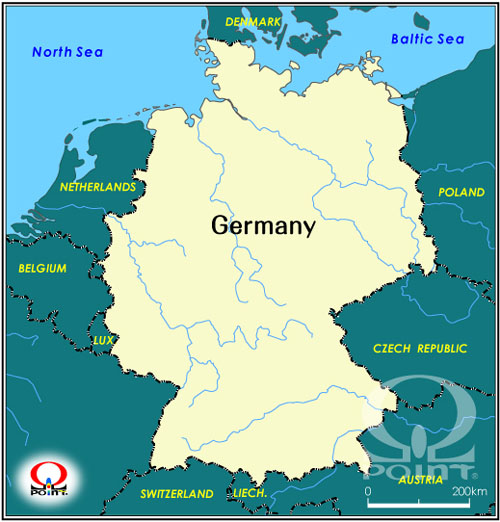 DENMARK
North Sea
Baltic Sea
NETHERLANDS
POLAND
Germany
BELGIUM
LUX
CZECH REPUBLIC
POINT
POINT
SWITZERLAND
LIECH.
AUSTRIA
0 200km